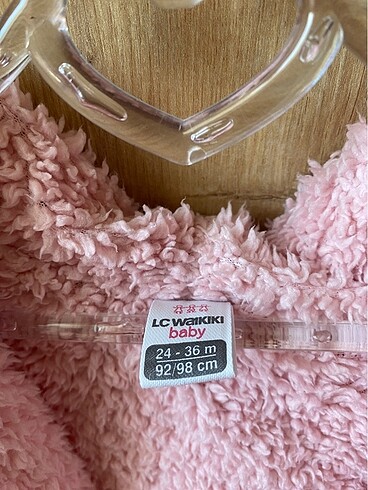 LC WAIKIKI
baby
24 - 36 m
92/98 cm